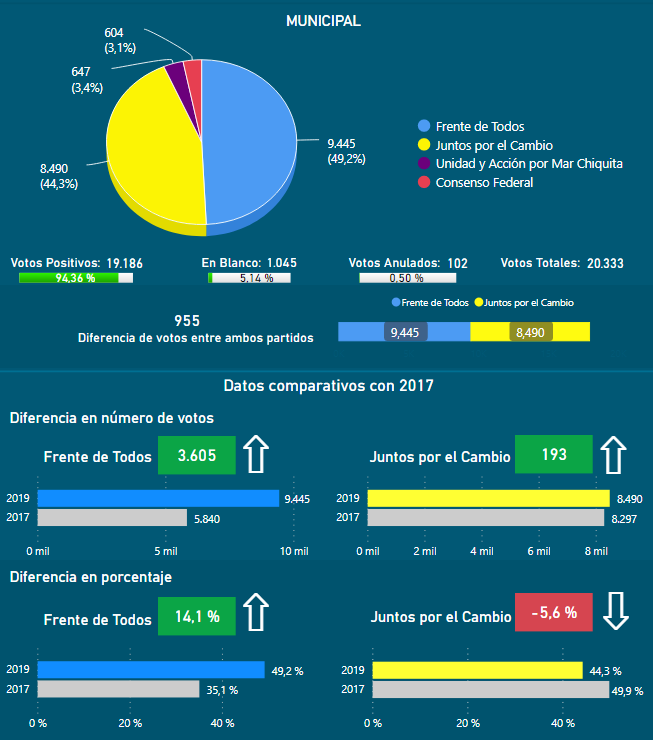 MUNICIPAL
604
(3,1%)
647
(3,4%)
9.445
(49,2%)
8.490
(44,3%)
Frente de Todos
Juntos por el Cambio
Unidad y Acción por Mar Chiquita
Consenso Federal
Votos Positivos: 19.186
94,36 %
En Blanco: 1.045
5,14 %
Votos Anulados: 102
0,50 %
Votos Totales: 20.333
955
Diferencia de votos entre ambos partidos
Frente de Todos Juntos por el Cambio
9,445 8,490
Datos comparativos con 2017
Diferencia en número de votos
Frente de Todos 3.605
2019 9.445
2017 5.840
0 mil 5 mil 10 mil
Juntos por el Cambio 193
2019 8.490
2017 8.297
0 mil 2 mil 4 mil 6 mil 8 mil
Diferencia en porcentaje
Frente de Todos 14,1 %
2019 49,2 %
2017 35,1 %
0 % 20 % 40 %
Juntos por el Cambio -5,6 %
2019 44,3 %
2017 49,9 %
0 % 20 % 40 %